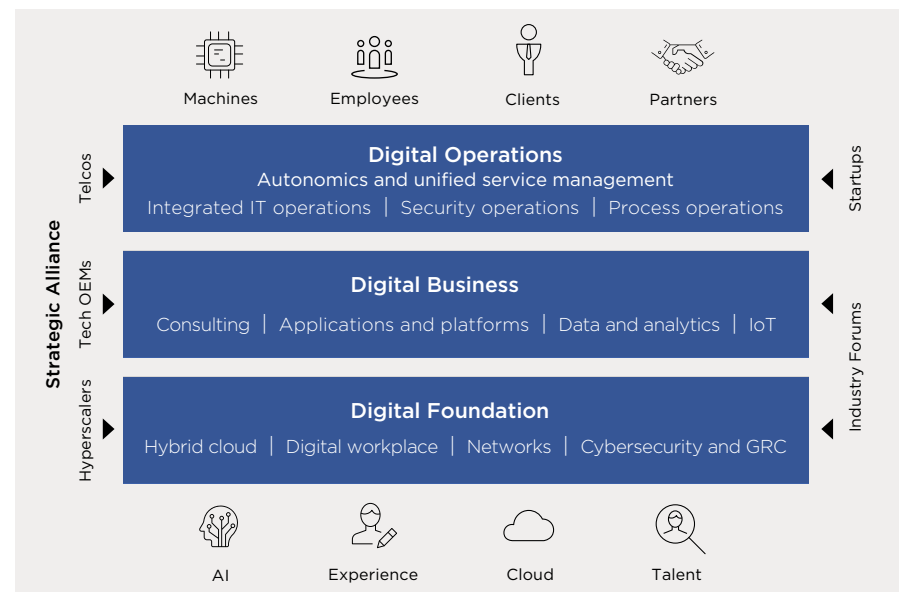 Machines
Employees
Clients
Partners
Strategic Alliance
Telcos
Tech OEMs
Hyperscalers
Digital Operations
Autonomics and unified service management
Integrated IT operations | Security operations | Process operations
Digital Business
Consulting | Applications and platforms | Data and analytics | IoT
Digital Foundation
Hybrid cloud | Digital workplace | Networks | Cybersecurity and GRC
Startups
Industry Forums
AI
Experience
Cloud
Talent